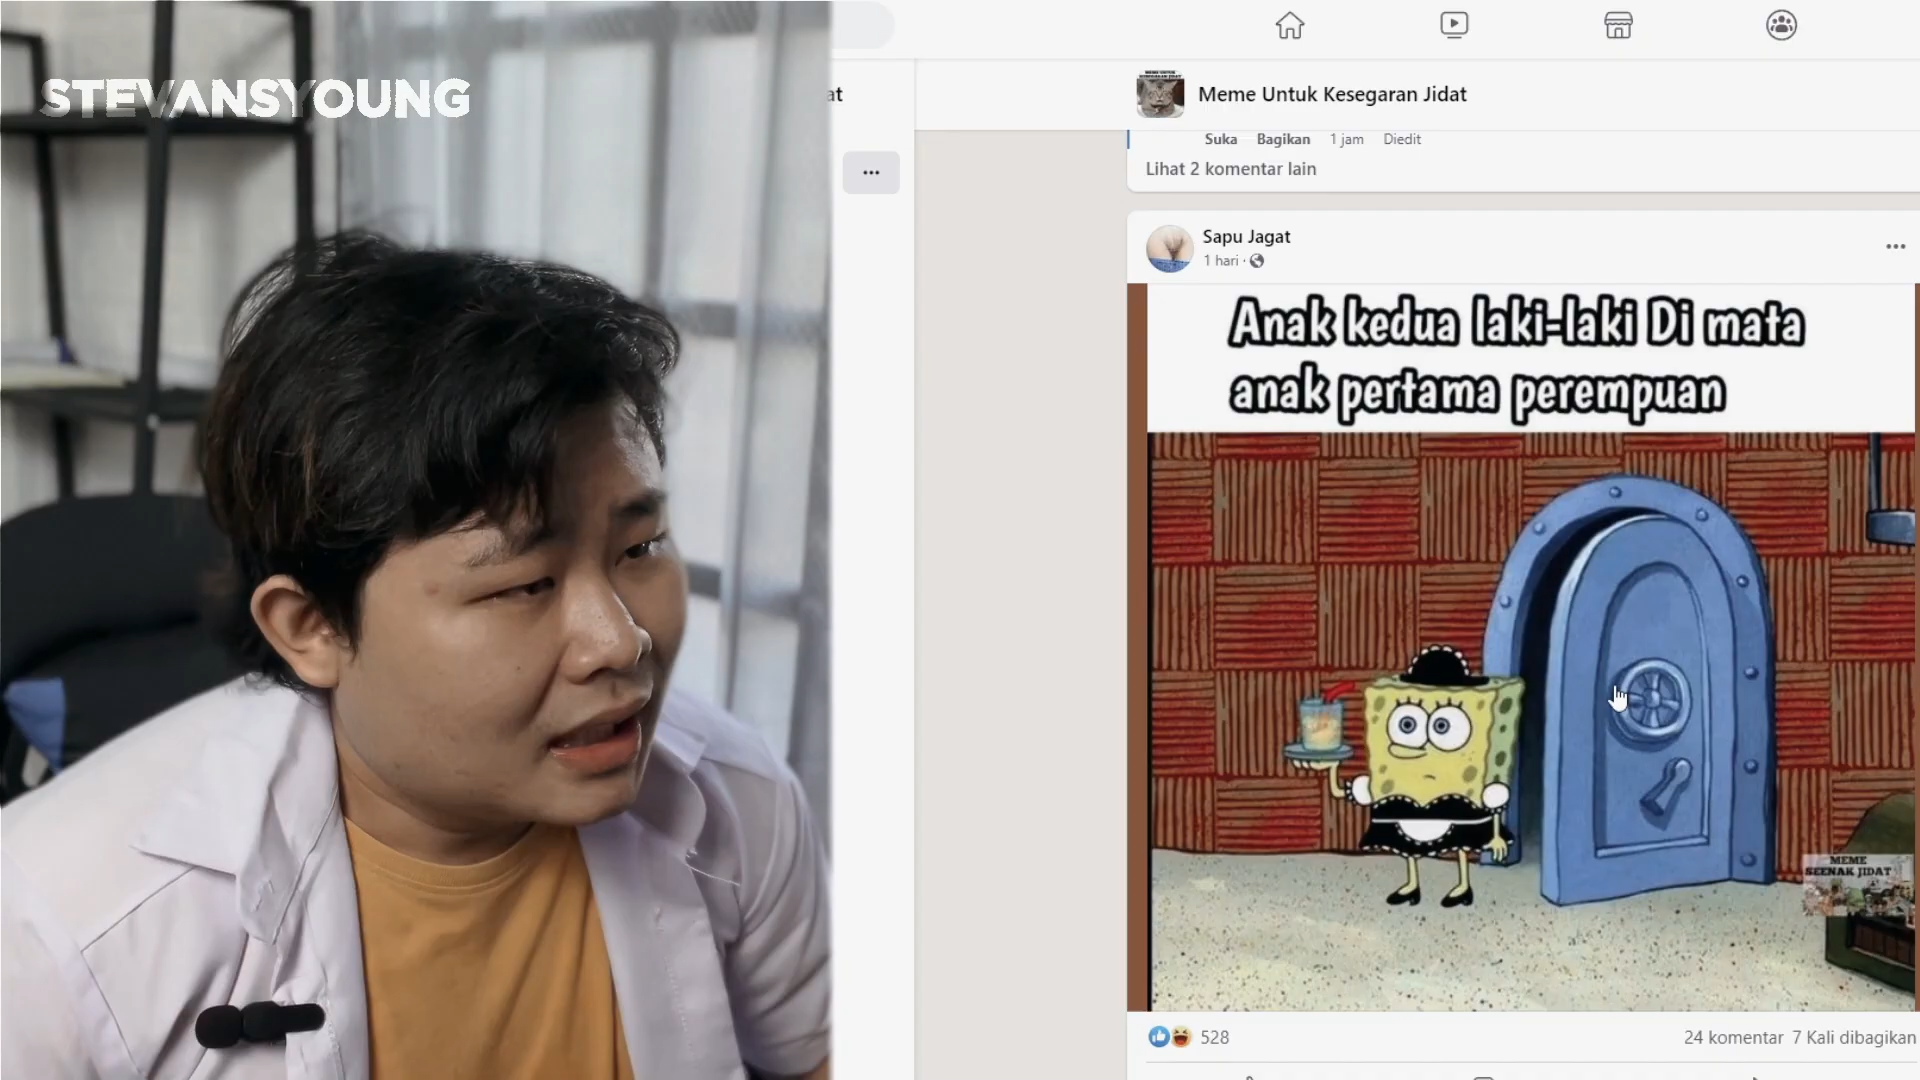 STEVANSYOUNG
at
Meme Untuk Kesegaran Jidat
Suka Bagikan 1 jam Diedit
Lihat 2 komentar lain
Sapu Jagat
1 hari ·
Anak kedua laki-laki Di mata
anak pertama perempuan
MEME
SEENAK JIDAT
528
24 komentar 7 Kali dibagikan